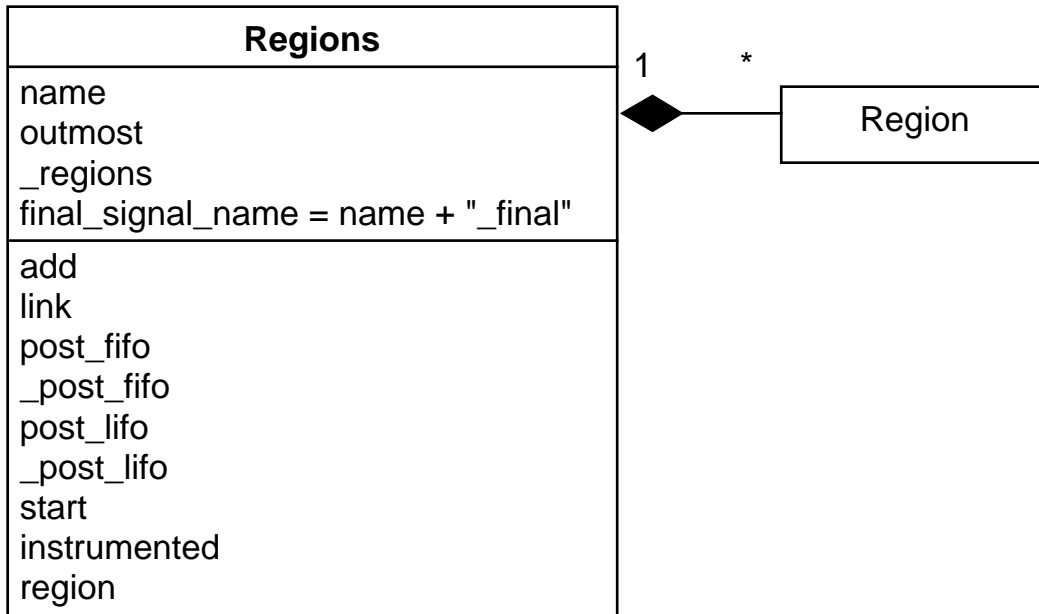 Regions
name
outmost
_regions
final_signal_name = name + "_final"
add
link
post_fifo
_post_fifo
post_lifo
_post_lifo
start
instrumented
region
1 *
Region